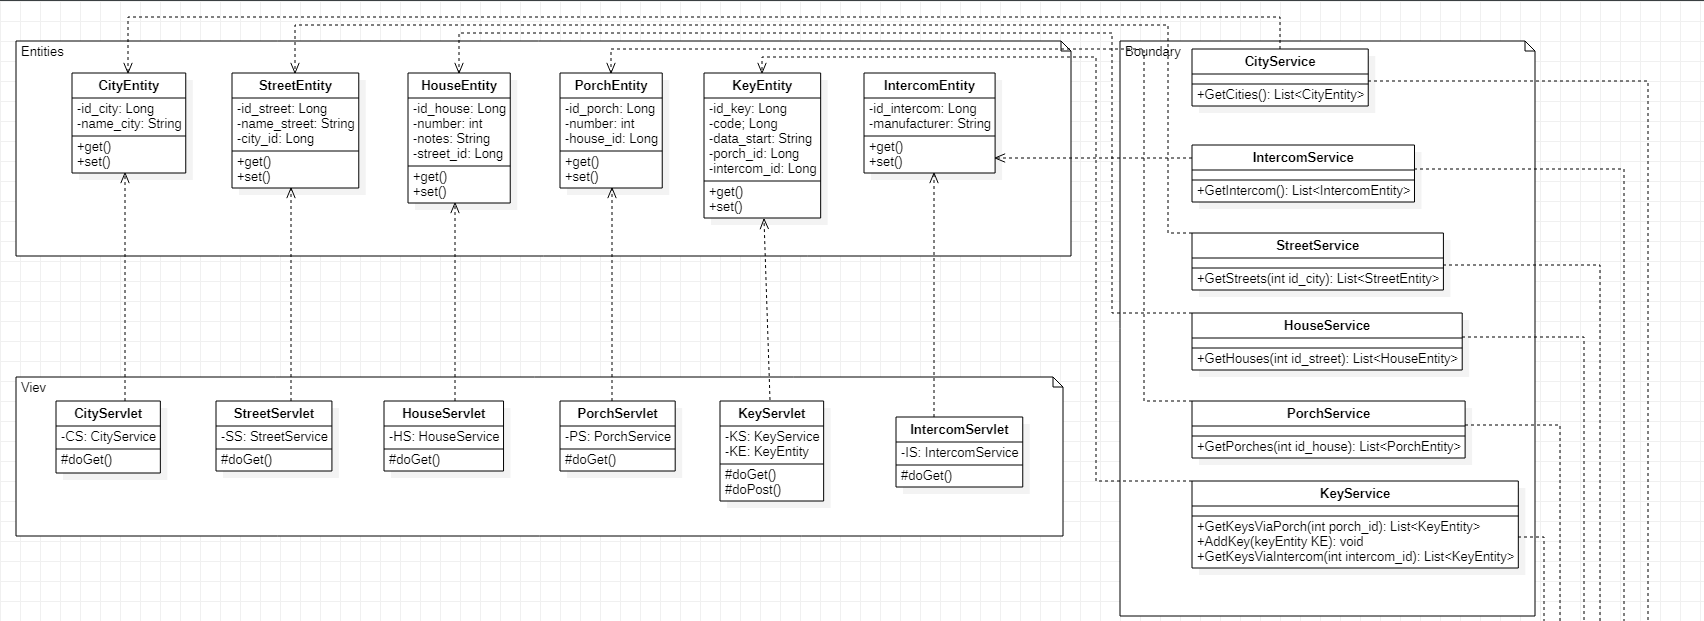 Entities
CityEntity
-id_city: Long
-name_city: String
+get()
+set()
StreetEntity
-id_street: Long
-name_street: String
-city_id: Long
+get()
+set()
HouseEntity
-id_house: Long
-number: int
-notes: String
-street_id: Long
+get()
+set()
PorchEntity
-id_porch: Long
-number: int
-house_id: Long
+get()
+set()
KeyEntity
-id_key: Long
-code; Long
-data_start: String
-porch_id: Long
-intercom_id: Long
+get()
+set()
IntercomEntity
-id_intercom: Long
-manufacturer: String
+get()
+set()
Boundary
CityService
+GetCities(): List<CityEntity>
IntercomService
+GetIntercom(): List<IntercomEntity>
StreetService
+GetStreets(int id_city): List<StreetEntity>
HouseService
+GetHouses(int id_street): List<HouseEntity>
PorchService
+GetPorches(int id_house): List<PorchEntity>
KeyService
+GetKeysViaPorch(int porch_id): List<KeyEntity>
+AddKey(keyEntity KE): void
+GetKeysViaIntercom(int intercom_id): List<KeyEntity>
Viev
CityServlet
-CS: CityService
#doGet()
StreetServlet
-SS: StreetService
#doGet()
HouseServlet
-HS: HouseService
#doGet()
PorchServlet
-PS: PorchService
#doGet()
KeyServlet
-KS: KeyService
-KE: KeyEntity
#doGet()
#doPost()
IntercomServlet
-IS: IntercomService
#doGet()